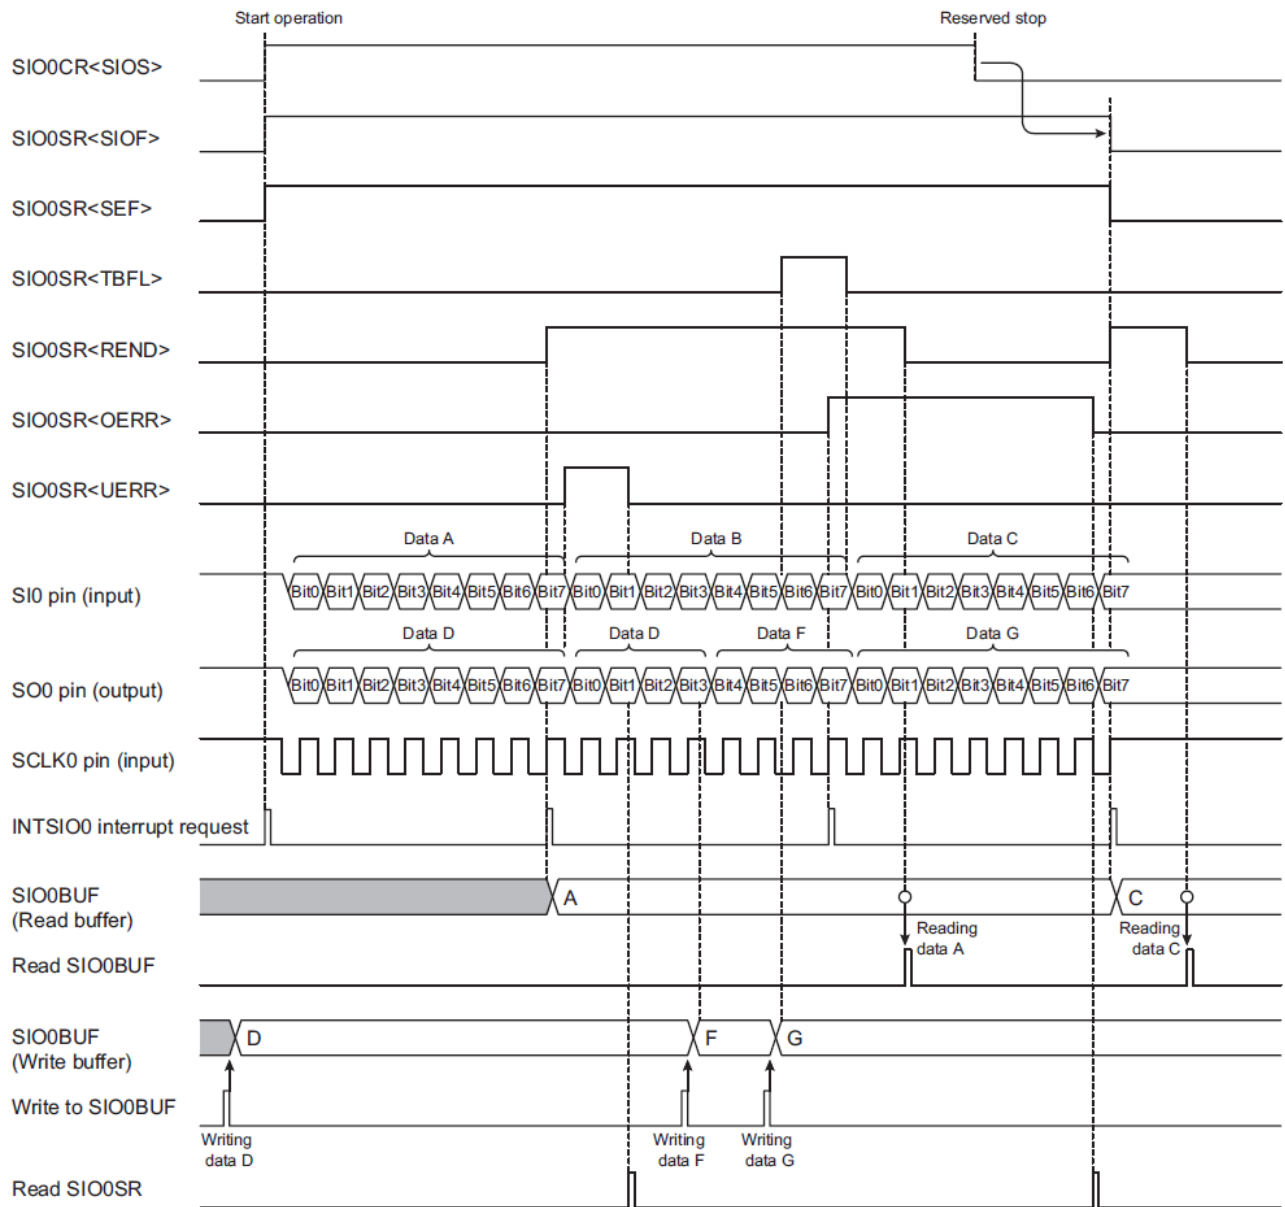 Start operation
Reserved stop
SIO0CR<SIOS>
SIO0SR<SIOF>
SIO0SR<SEF>
SIO0SR<TBFL>
SIO0SR<REND>
SIO0SR<OERR>
SIO0SR<UERR>
Data A
Data B
Data C
SI0 pin (input)
Bit0 Bit1 Bit2 Bit3 Bit4 Bit5 Bit6 Bit7 Bit0 Bit1 Bit2 Bit3 Bit4 Bit5 Bit6 Bit7 Bit0 Bit1 Bit2 Bit3 Bit4 Bit5 Bit6 Bit7
Data D
Data D
Data F
Data G
SO0 pin (output)
Bit0 Bit1 Bit2 Bit3 Bit4 Bit5 Bit6 Bit7 Bit0 Bit1 Bit2 Bit3 Bit4 Bit5 Bit6 Bit7 Bit0 Bit1 Bit2 Bit3 Bit4 Bit5 Bit6 Bit7
SCLK0 pin (input)
INTSIO0 interrupt request
SIO0BUF
(Read buffer)
A
C
Reading
data A
Reading
data C
Read SIO0BUF
SIO0BUF
(Write buffer)
D
F
G
Write to SIO0BUF
Writing
data D
Writing
data F
Writing
data G
Read SIO0SR